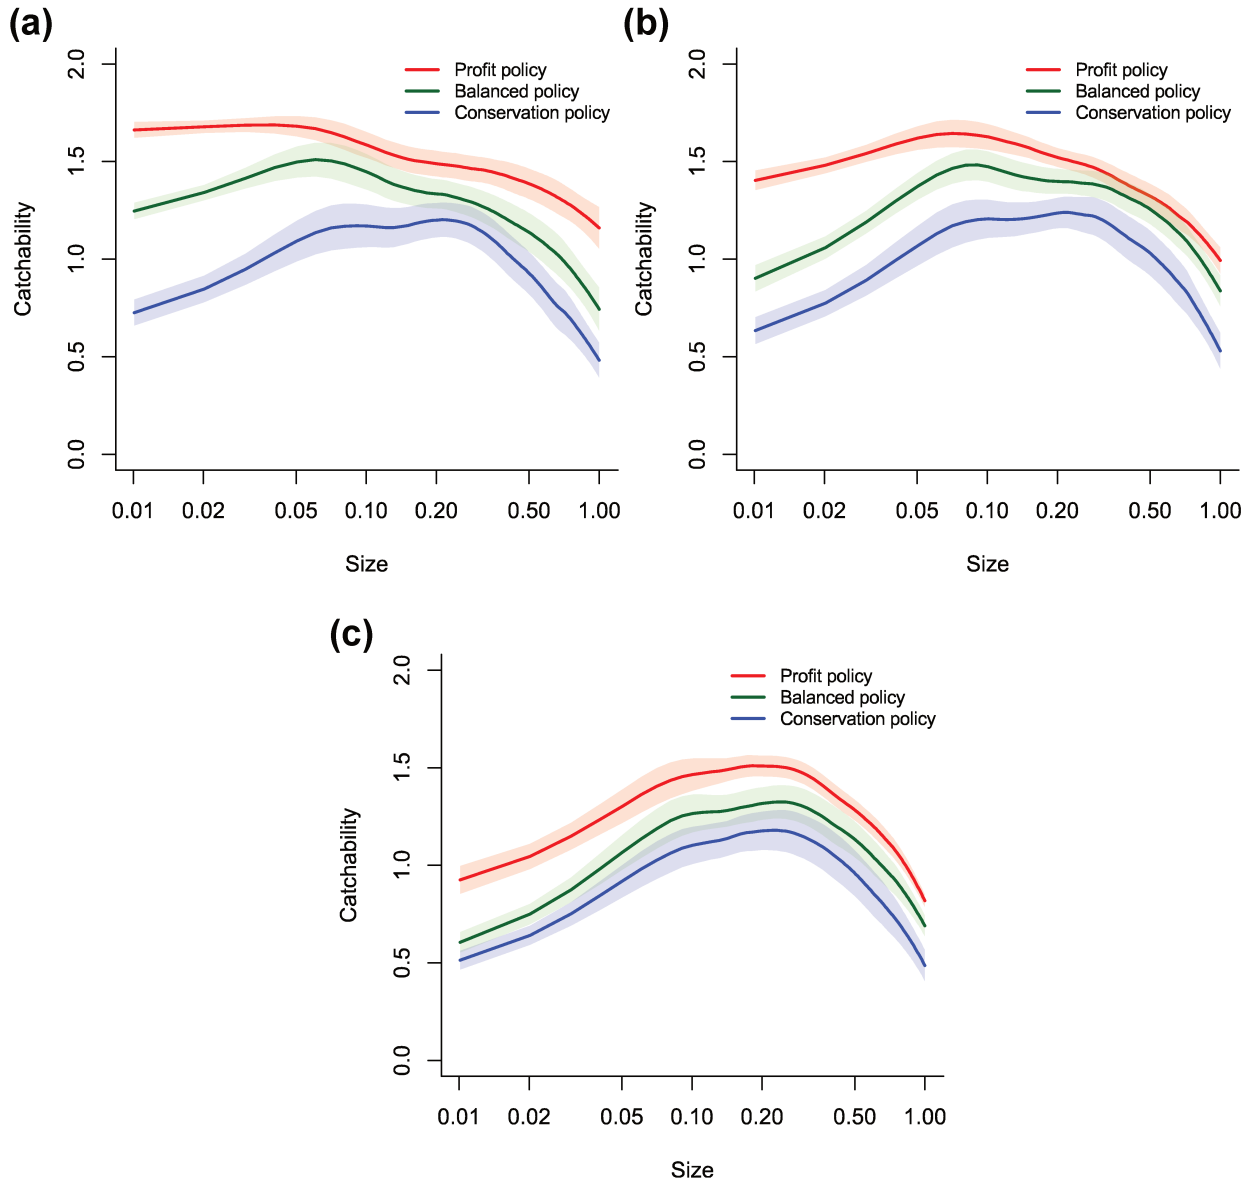 (a)
2.0
1.5
1.0
0.5
0.0
Catchability
Profit policy
Balanced policy
Conservation policy
0.01 0.02 0.05 0.10 0.20 0.50 1.00
Size
(b)
2.0
1.5
1.0
0.5
0.0
Catchability
Profit policy
Balanced policy
Conservation policy
0.01 0.02 0.05 0.10 0.20 0.50 1.00
Size
(c)
2.0
1.5
1.0
0.5
0.0
Catchability
Profit policy
Balanced policy
Conservation policy
0.01 0.02 0.05 0.10 0.20 0.50 1.00
Size